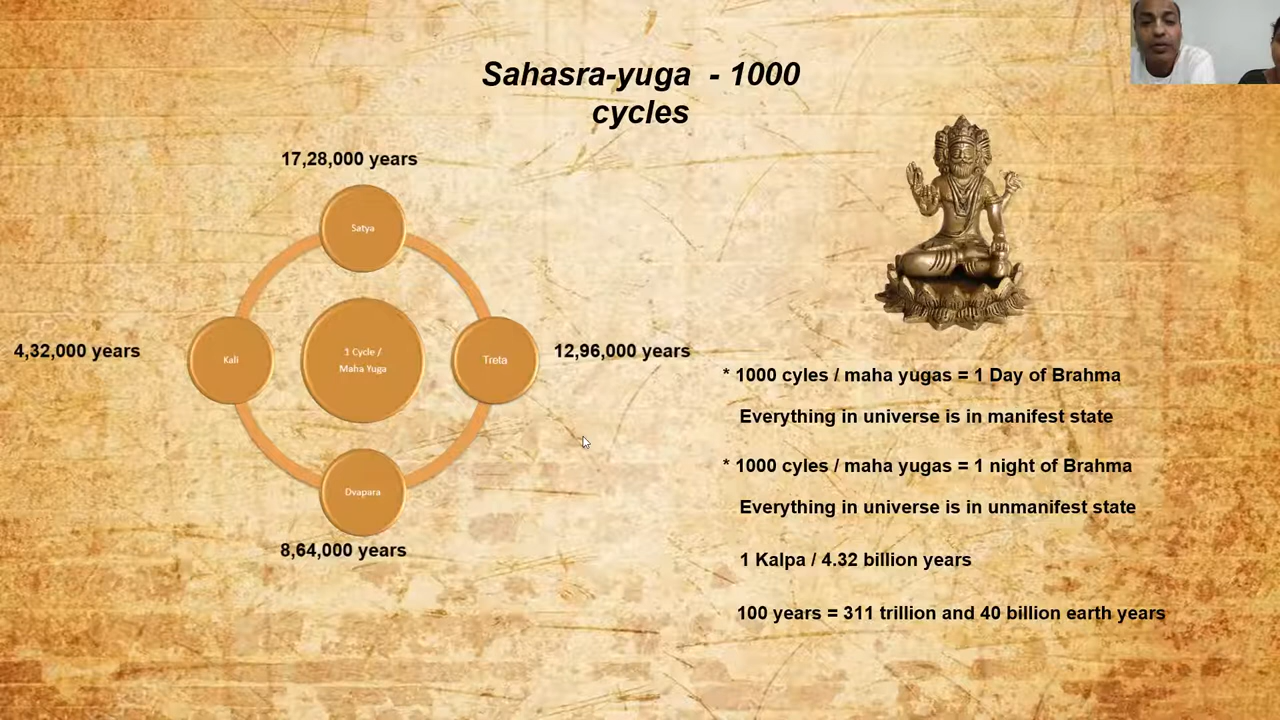 Sahasra-yuga - 1000
cycles
17,28,000 years
Satya
4,32,000 years
Kali
1 Cycle /
Maha Yuga
Treta
12,96,000 years
Dvapara
8,64,000 years
* 1000 cyles / maha yugas = 1 Day of Brahma
Everything in universe is in manifest state
* 1000 cyles / maha yugas = 1 night of Brahma
Everything in universe is in unmanifest state
1 Kalpa / 4.32 billion years
100 years = 311 trillion and 40 billion earth years